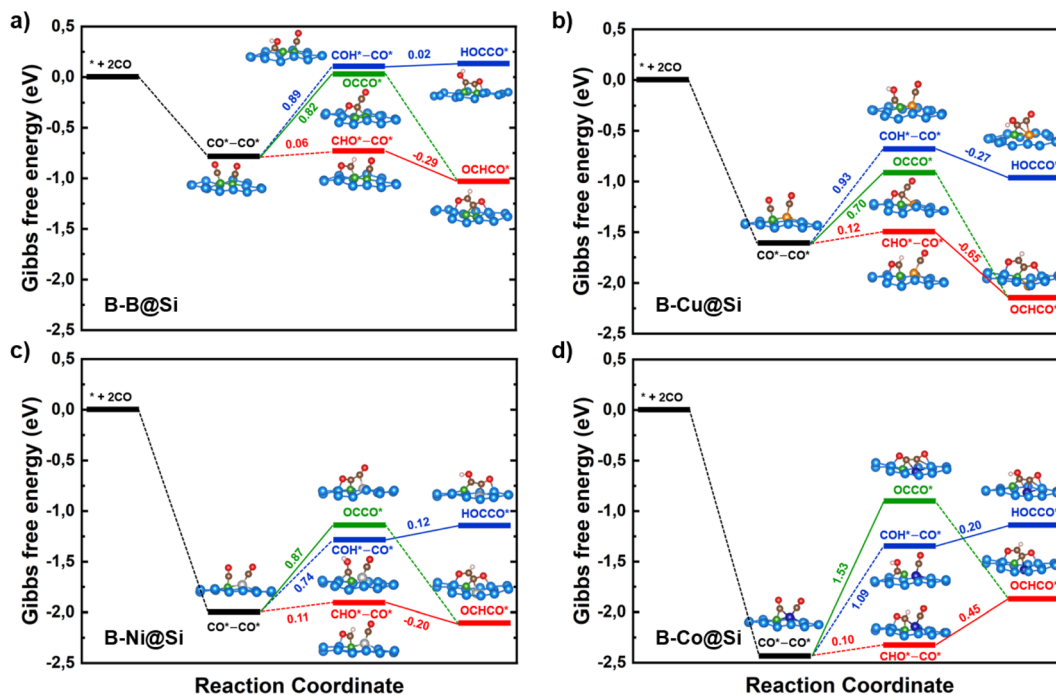 a)
Gibbs free energy (eV)
0,5
0,0
-0,5
-1,0
-1,5
-2,0
-2,5
* + 2CO
CO*–CO*
0.89
0.82
0.06
COH*–CO*
0.02
HOCCO*
OCCO*
CHO*–CO*
-0.29
OCHCO*
B-B@Si
b)
Gibbs free energy (eV)
0,5
0,0
-0,5
-1,0
-1,5
-2,0
-2,5
* + 2CO
CO*–CO*
0.93
0.70
0.12
COH*–CO*
-0.27
HOCCO*
OCCO*
CHO*–CO*
-0.65
OCHCO*
B-Cu@Si
c)
Gibbs free energy (eV)
0,5
0,0
-0,5
-1,0
-1,5
-2,0
-2,5
* + 2CO
CO*–CO*
0.87
0.74
0.11
OCCO*
0.12
HOCCO*
COH*–CO*
CHO*–CO*
-0.20
OCHCO*
B-Ni@Si
Reaction Coordinate
d)
Gibbs free energy (eV)
0,5
0,0
-0,5
-1,0
-1,5
-2,0
-2,5
* + 2CO
CO*–CO*
1.53
1.09
0.10
OCCO*
COH*–CO*
0.20
HOCCO*
CHO*–CO*
0.45
OCHCO*
B-Co@Si
Reaction Coordinate